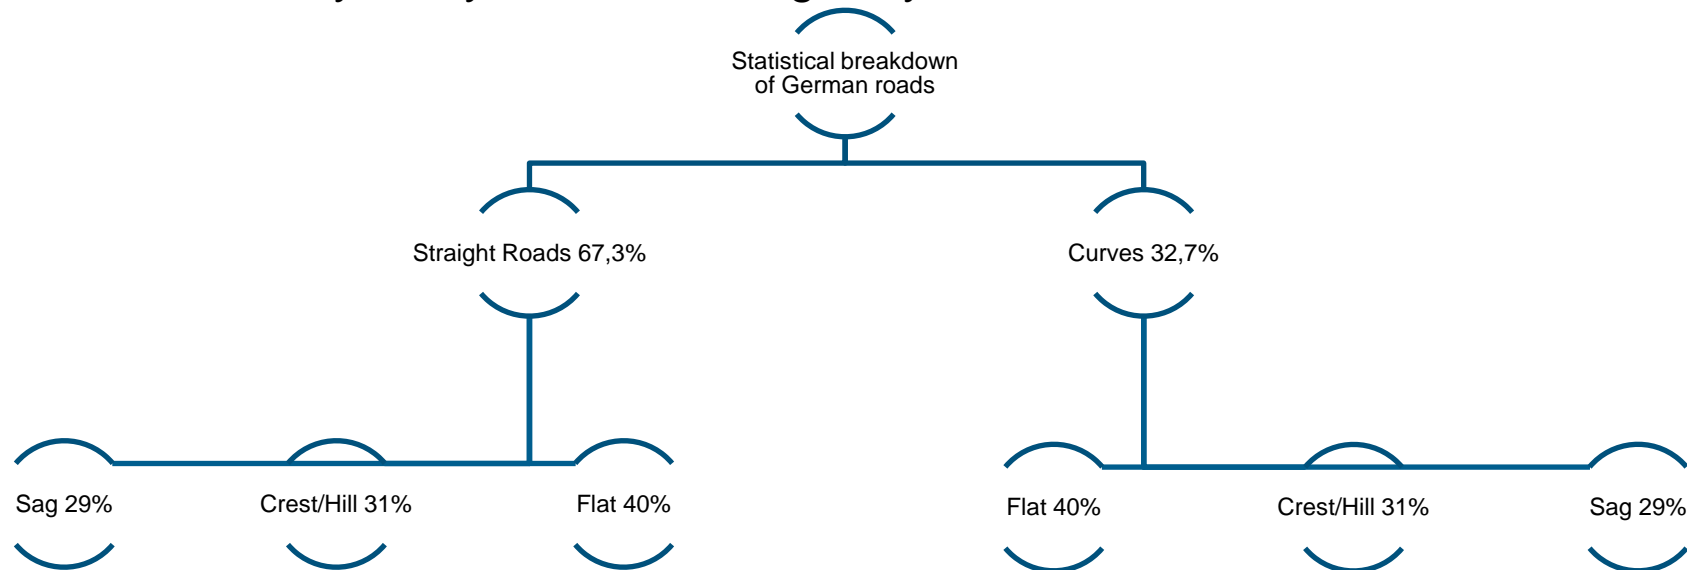 Statistical breakdown
of German roads
Straight Roads 67,3%
Curves 32,7%
Sag 29%
Crest/Hill 31%
Flat 40%
Flat 40%
Crest/Hill 31%
Sag 29%